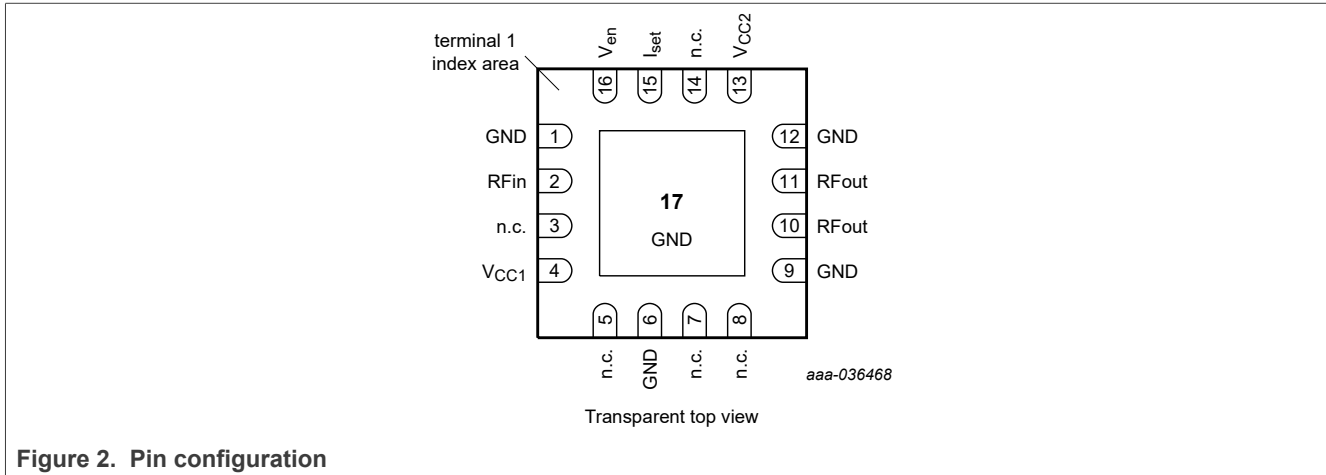 terminal 1
index area
Ven
Iset
n.c.
VCC2
16
15
14
13
GND 1
12 GND
RFin 2
11 RFout
n.c. 3
10 RFout
VCC1 4
9 GND
17
GND
5
6
7
8
n.c.
GND
n.c.
n.c.
aaa-036468
Transparent top view
Figure 2. Pin configuration